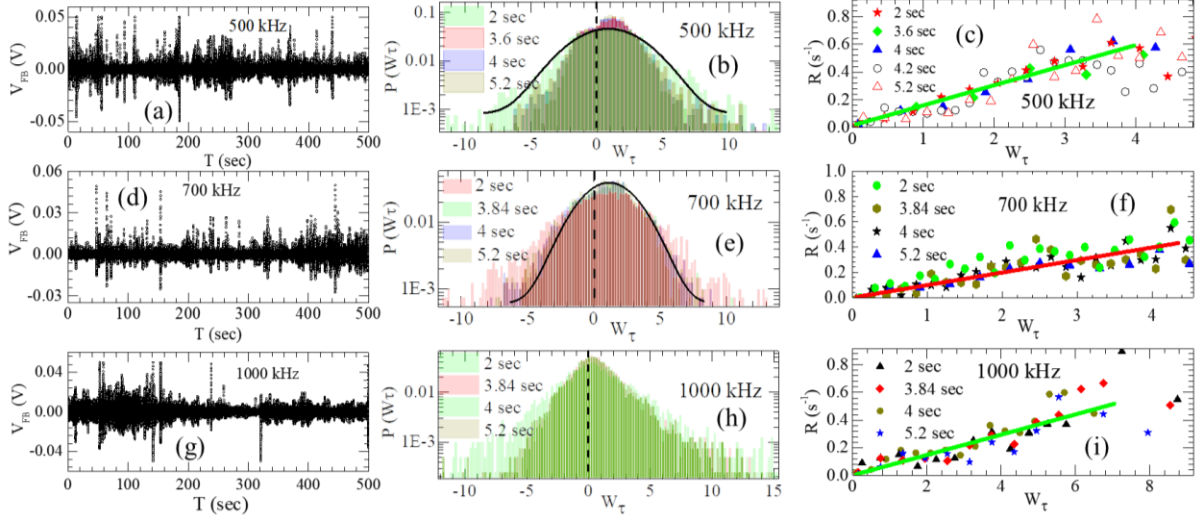 0.05
0.00
-0.05
V_FB (V)
500 kHz
(a)
0 100 200 300 400 500
T (sec)
0.1
0.01
1E-3
P (Wτ)
2 sec
3.6 sec
4 sec
5.2 sec
500 kHz
(b)
-10 -5 0 5 10
W_τ
0.8
0.6
0.4
0.2
0.0
R (s⁻¹)
2 sec
3.6 sec
4 sec
4.2 sec
5.2 sec
(c)
500 kHz
0 1 2 3 4
W_τ
0.06
0.03
0.00
-0.03
V_FB (V)
(d)
700 kHz
0 100 200 300 400 500
T (sec)
0.01
1E-3
P (Wτ)
2 sec
3.84 sec
4 sec
5.2 sec
700 kHz
(e)
-10 -5 0 5 10
W_τ
1.0
0.8
0.6
0.4
0.2
0.0
R (s⁻¹)
2 sec
3.84 sec
4 sec
5.2 sec
700 kHz
(f)
0 1 2 3 4
W_τ
0.04
0.00
-0.04
V_FB (V)
1000 kHz
(g)
0 100 200 300 400 500
T (sec)
0.01
1E-3
P (Wτ)
2 sec
3.84 sec
4 sec
5.2 sec
1000 kHz
(h)
-10 -5 0 5 10 15
W_τ
0.8
0.6
0.4
0.2
0.0
R (s⁻¹)
1000 kHz
2 sec
3.84 sec
4 sec
5.2 sec
(i)
0 2 4 6 8
W_τ